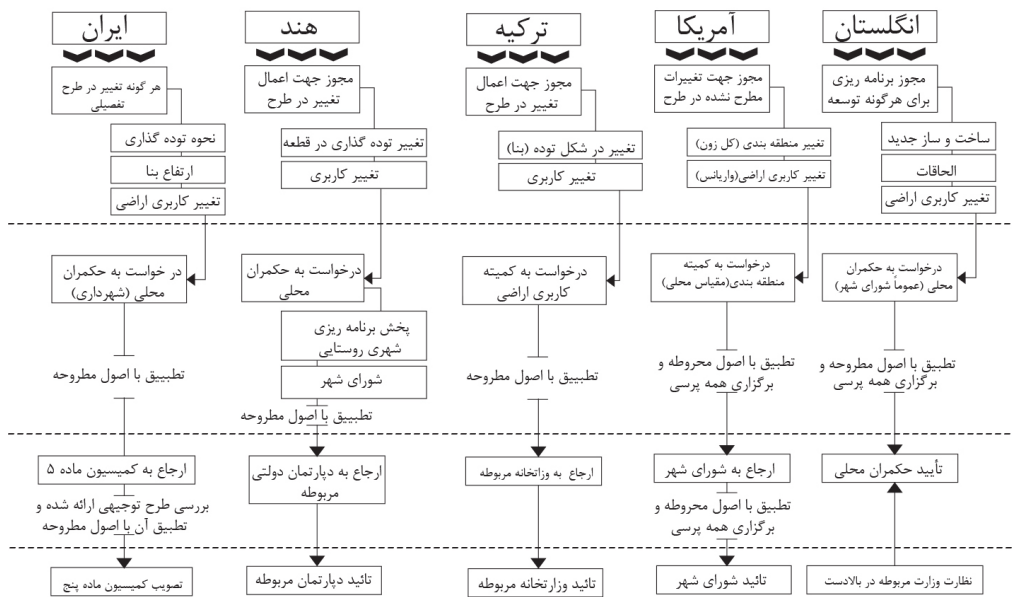 انگلستان
مجوز برنامه ریزی
برای هرگونه توسعه
ساخت و ساز جدید
الحاقات
تغییر کاربری اراضی
درخواست به حکمران
محلی (عموماً شورای شهر)
تطبیق با اصول مطروحه و
برگزاری همه پرسی
تأیید حکمران محلی
نظارت وزارت مربوطه در بالادست
آمریکا
مجوز جهت تغییرات
مطرح نشده در طرح
تغییر منطقه بندی (کل زون)
تغییر کاربری اراضی(واریانس)
درخواست به کمیته
منطقه بندی(مقیاس محلی)
تطبیق با اصول محروطه و
برگزاری همه پرسی
ارجاع به شورای شهر
تطبیق با اصول محروطه و
برگزاری همه پرسی
تائید شورای شهر
ترکیه
مجوز جهت اعمال
تغییر در طرح
تغییر در شکل توده (بنا)
تغییر کاربری
درخواست به کمیته
کاربری اراضی
تطبییق با اصول مطروحه
ارجاع به وزاتخانه مربوطه
تائید وزارتخانه مربوطه
هند
مجوز جهت اعمال
تغییر در طرح
تغییر توده گذاری در قطعه
تغییر کاربری
درخواست به حکمران
محلی
پخش برنامه ریزی
شهری روستایی
شورای شهر
تطبییق با اصول مطروحه
ارجاع به دپارتمان دولتی
مربوطه
تائید دپارتمان مربوطه
ایران
هر گونه تغییر در طرح
تفصیلی
نحوه توده گذاری
ارتفاع بنا
تغییر کاربری اراضی
در خواست به حکمران
محلی (شهرداری)
تطبییق با اصول مطروحه
ارجاع به کمیسیون ماده ۵
بررسی طرح توجیهی ارائه شده و
تطبیق آن با اصول مطروحه
تصویب کمیسیون ماده پنج